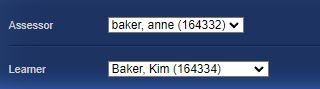 Assessor baker, anne (164332)
Learner Baker, Kim (164334)